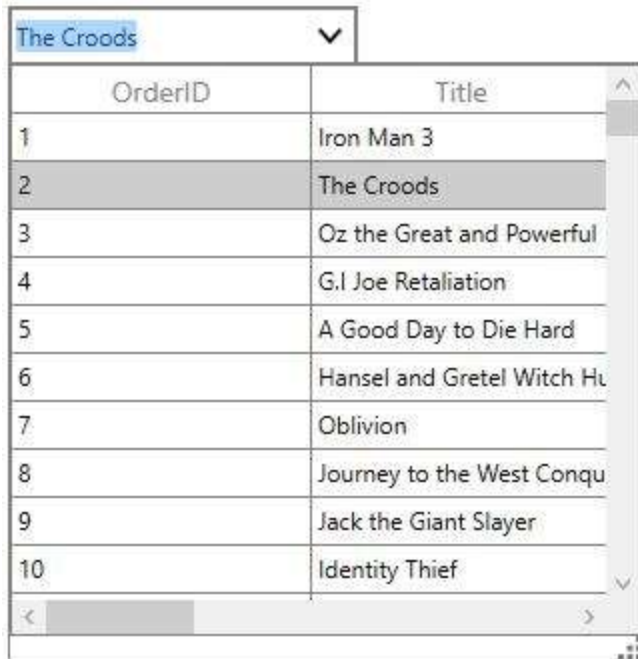 The Croods
OrderID Title
1 Iron Man 3
2 The Croods
3 Oz the Great and Powerful
4 G.I Joe Retaliation
5 A Good Day to Die Hard
6 Hansel and Gretel Witch Hu
7 Oblivion
8 Journey to the West Conqu
9 Jack the Giant Slayer
10 Identity Thief